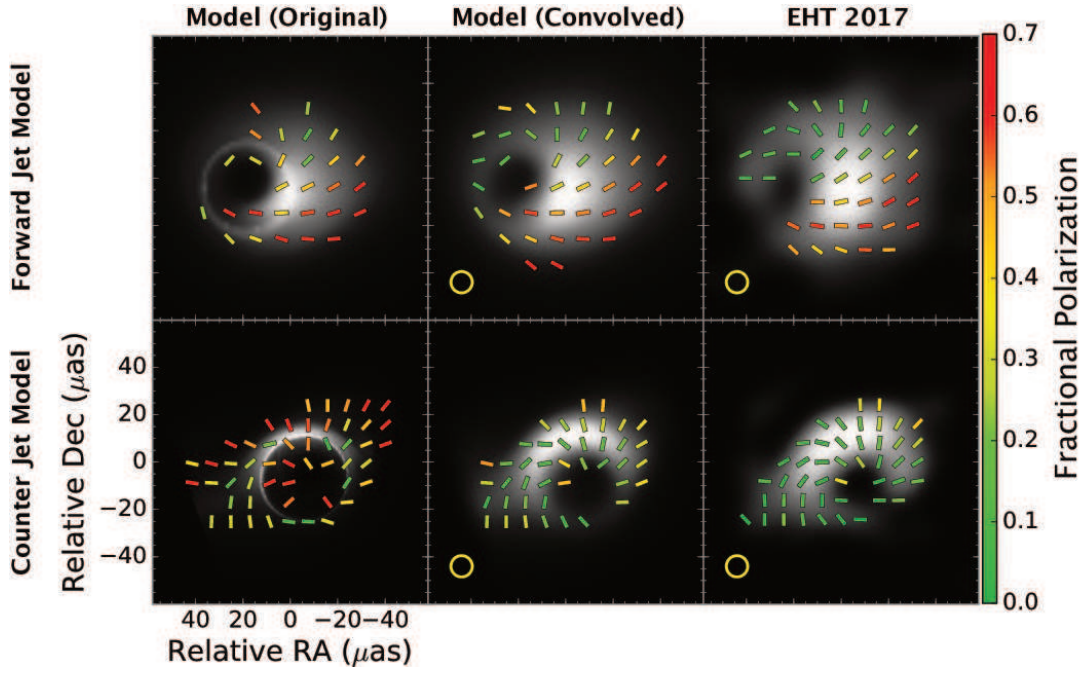 Model (Original) Model (Convolved) EHT 2017
Forward Jet Model
Counter Jet Model
Relative Dec (μas)
40
20
0
−20
−40
40 20 0 −20 −40
Relative RA (μas)
0.7
0.6
0.5
0.4
0.3
0.2
0.1
0.0
Fractional Polarization